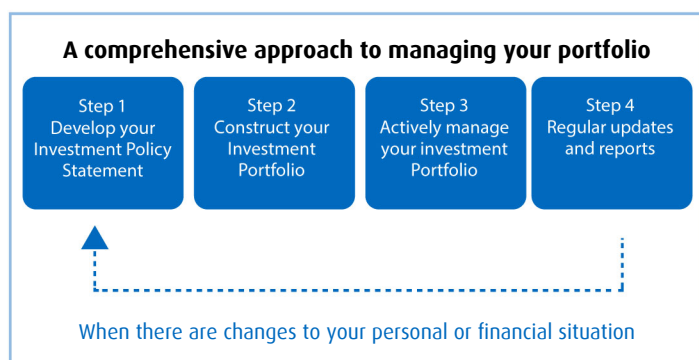 A comprehensive approach to managing your portfolio
Step 1
Develop your
Investment Policy
Statement
Step 2
Construct your
Investment
Portfolio
Step 3
Actively manage
your investment
Portfolio
Step 4
Regular updates
and reports
When there are changes to your personal or financial situation